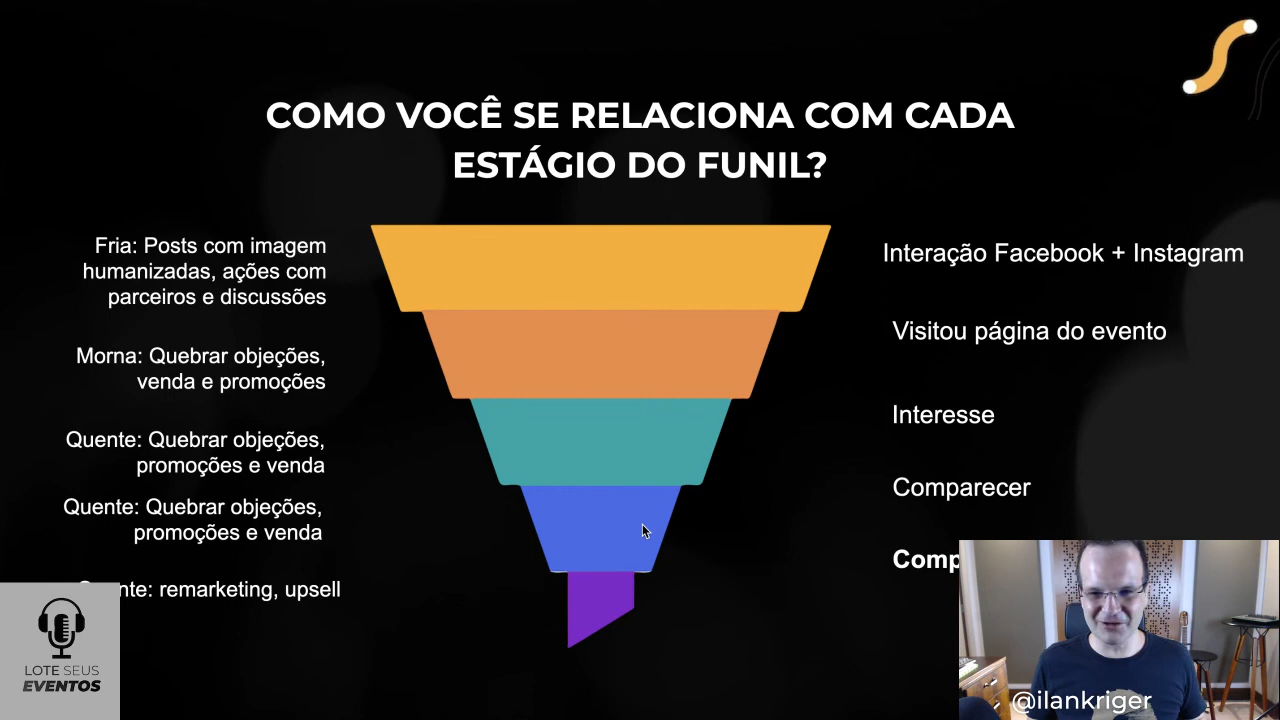 COMO VOCÊ SE RELACIONA COM CADA
ESTÁGIO DO FUNIL?
Fria: Posts com imagem
humanizadas, ações com
parceiros e discussões
Interação Facebook + Instagram
Morna: Quebrar objeções,
venda e promoções
Visitou página do evento
Quente: Quebrar objeções,
promoções e venda
Interesse
Quente: Quebrar objeções,
promoções e venda
Comparecer
remarketing, upsell
LOTE SEUS
EVENTOS
@ilankriger